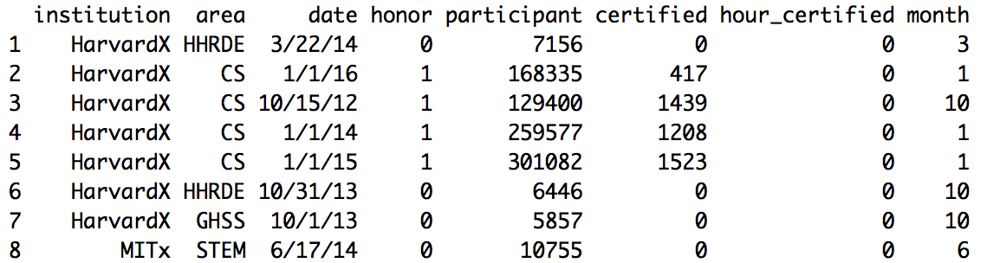 institution area date honor participant certified hour_certified month
1 HarvardX HHRDE 3/22/14 0 7156 0 0 3
2 HarvardX CS 1/1/16 1 168335 417 0 1
3 HarvardX CS 10/15/12 1 129400 1439 0 10
4 HarvardX CS 1/1/14 1 259577 1208 0 1
5 HarvardX CS 1/1/15 1 301082 1523 0 1
6 HarvardX HHRDE 10/31/13 0 6446 0 0 10
7 HarvardX GHSS 10/1/13 0 5857 0 0 10
8 MITx STEM 6/17/14 0 10755 0 0 6